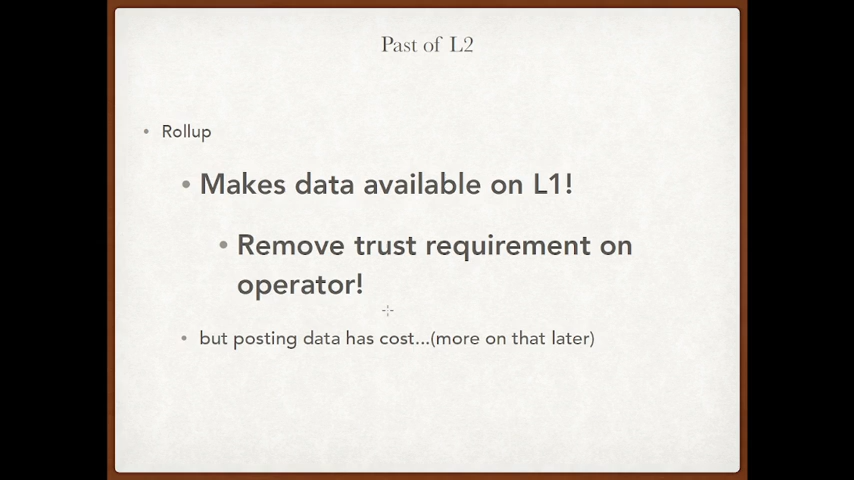 Past of L2
• Rollup
• Makes data available on L1!
• Remove trust requirement on
operator!
• but posting data has cost...(more on that later)